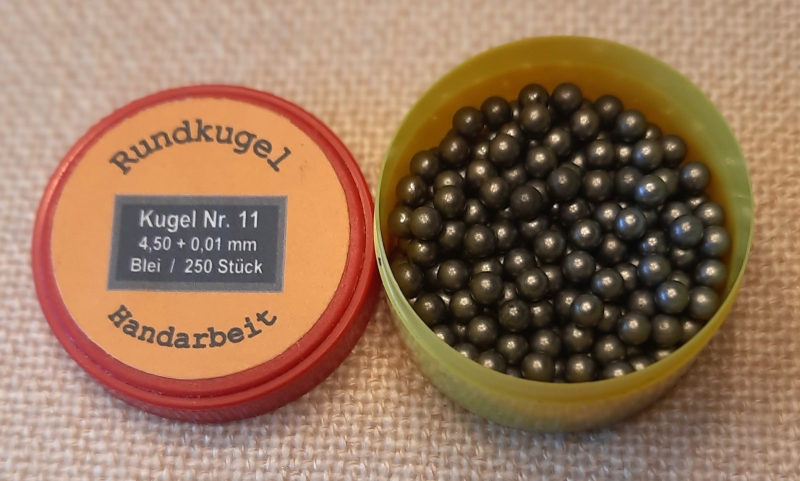 Rundkugel
Kugel Nr. 11
4,50 + 0,01 mm
Blei / 250 Stück
Handarbeit